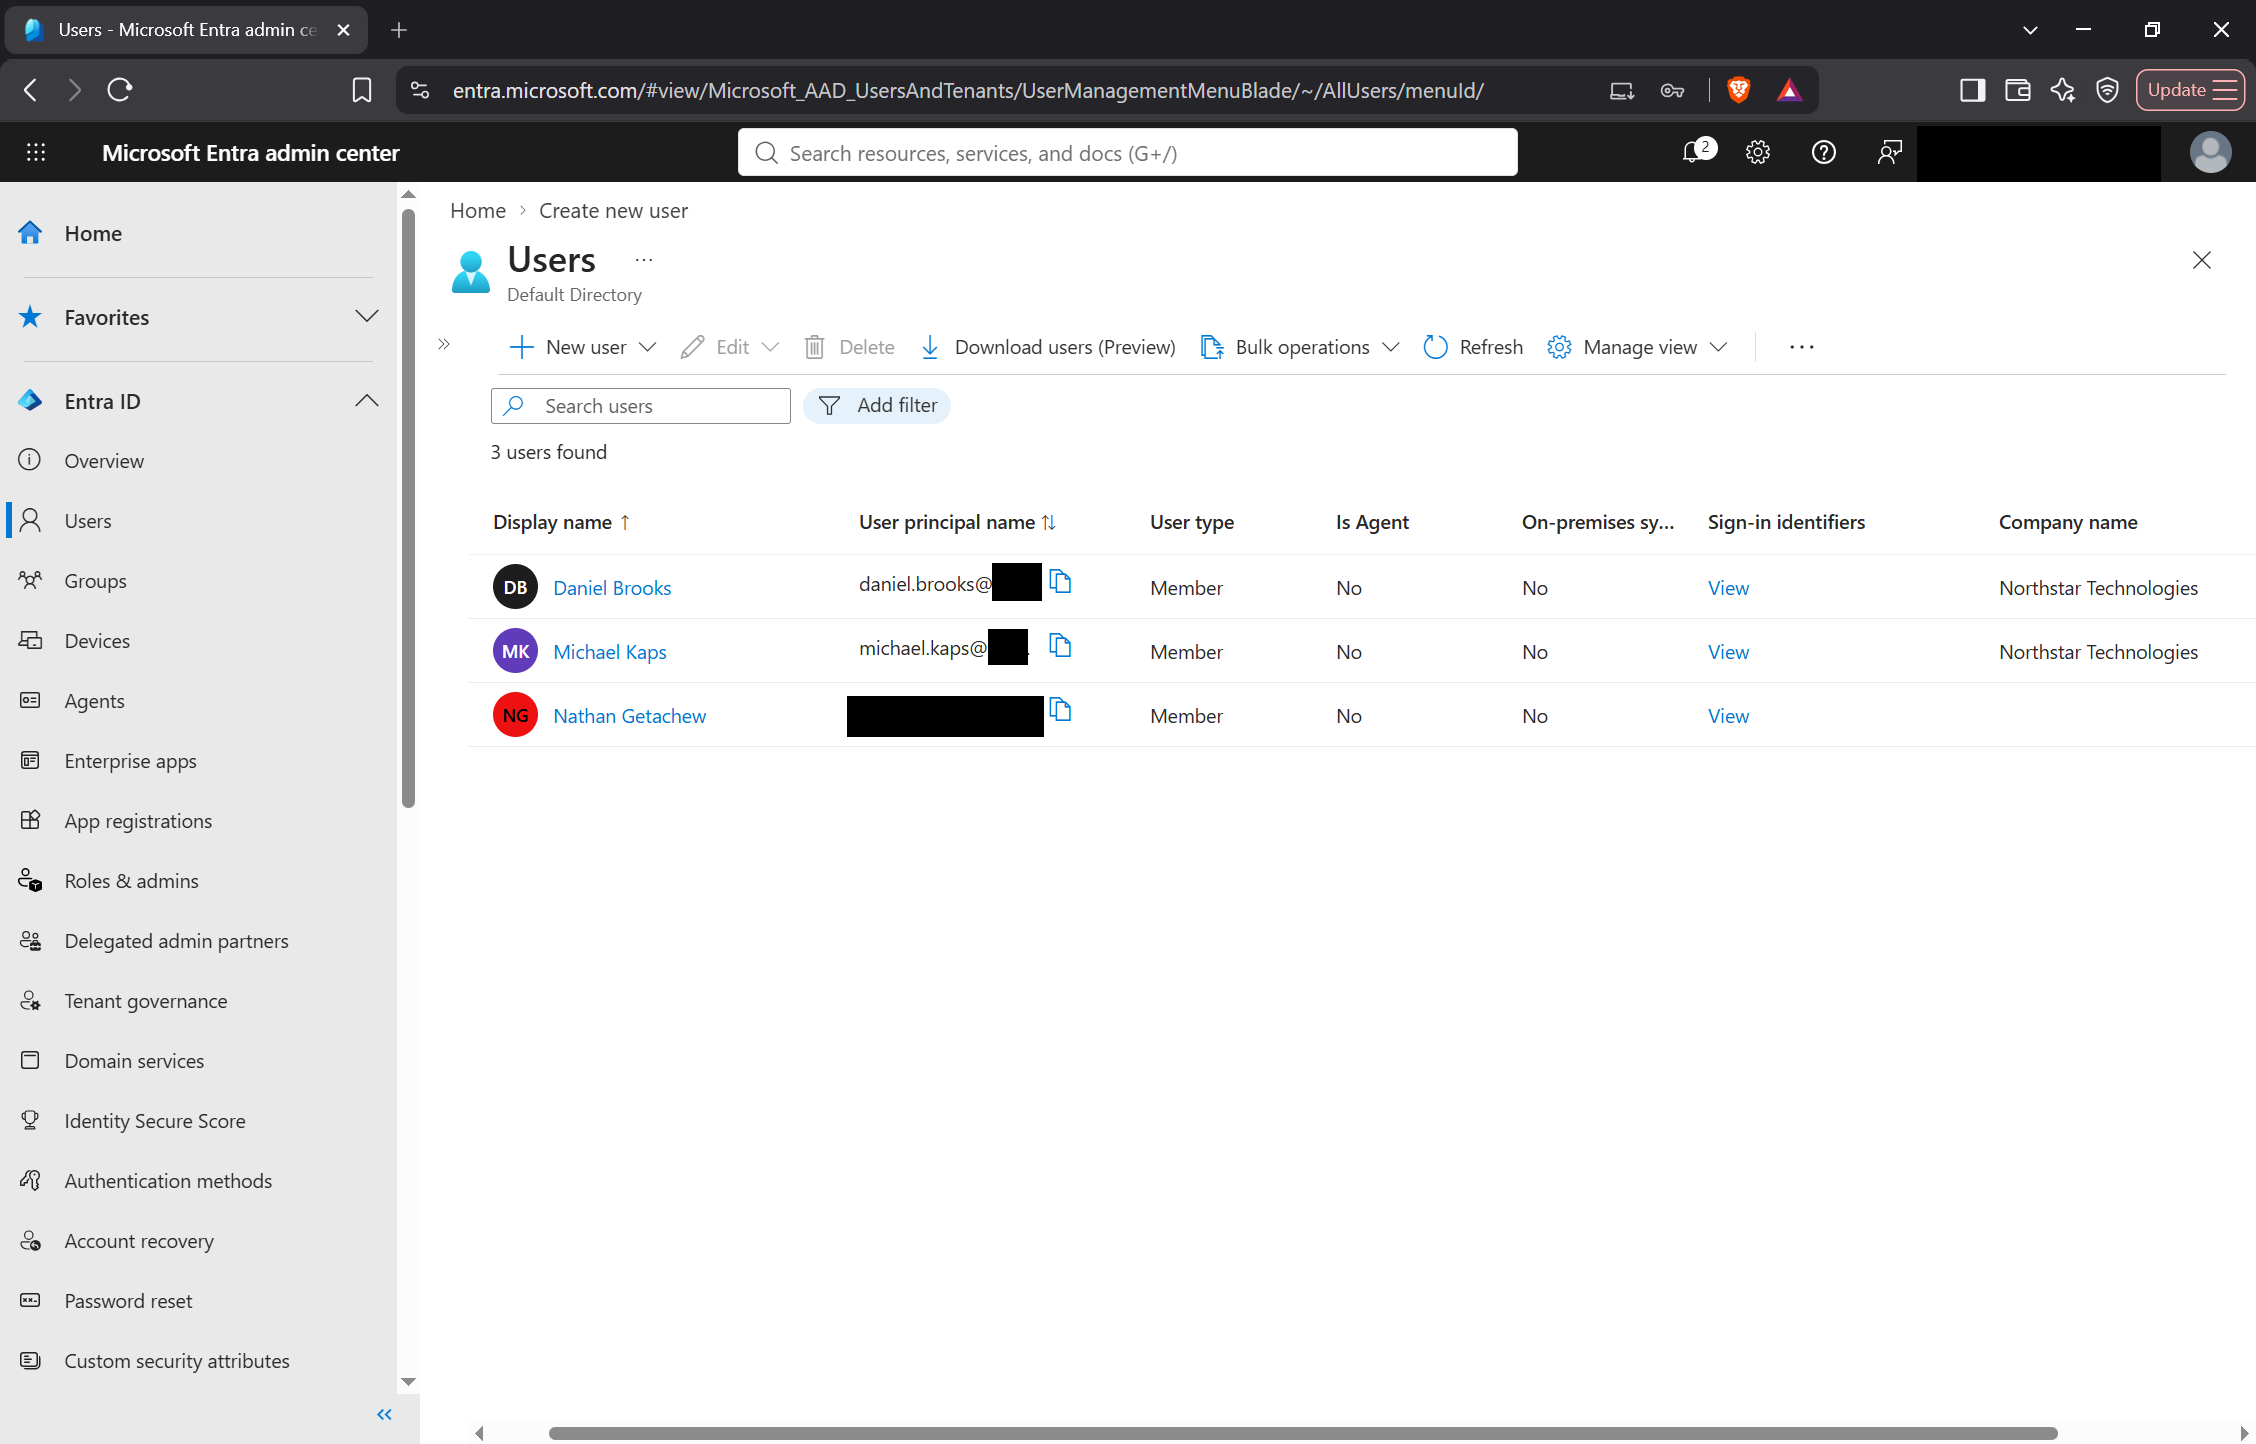 Users - Microsoft Entra admin ce
entra.microsoft.com/#view/Microsoft_AAD_UsersAndTenants/UserManagementMenuBlade/~/AllUsers/menuId/
Update
Microsoft Entra admin center
Search resources, services, and docs (G+/)
2
Home
Favorites
Entra ID
Overview
Users
Groups
Devices
Agents
Enterprise apps
App registrations
Roles & admins
Delegated admin partners
Tenant governance
Domain services
Identity Secure Score
Authentication methods
Account recovery
Password reset
Custom security attributes
Home > Create new user
Users ...
Default Directory
New user Edit Delete Download users (Preview) Bulk operations Refresh Manage view ...
Search users Add filter
3 users found
Display name ↑ User principal name ↑↓ User type Is Agent On-premises sy... Sign-in identifiers Company name
DB Daniel Brooks daniel.brooks@ Member No No View Northstar Technologies
MK Michael Kaps michael.kaps@ Member No No View Northstar Technologies
NG Nathan Getachew Member No No View